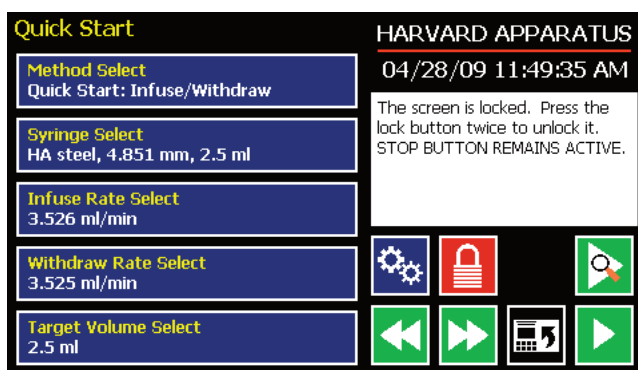 Quick Start
Method Select
Quick Start: Infuse/Withdraw
Syringe Select
HA steel, 4.851 mm, 2.5 ml
Infuse Rate Select
3.526 ml/min
Withdraw Rate Select
3.525 ml/min
Target Volume Select
2.5 ml
HARVARD APPARATUS
04/28/09 11:49:35 AM
The screen is locked. Press the
lock button twice to unlock it.
STOP BUTTON REMAINS ACTIVE.